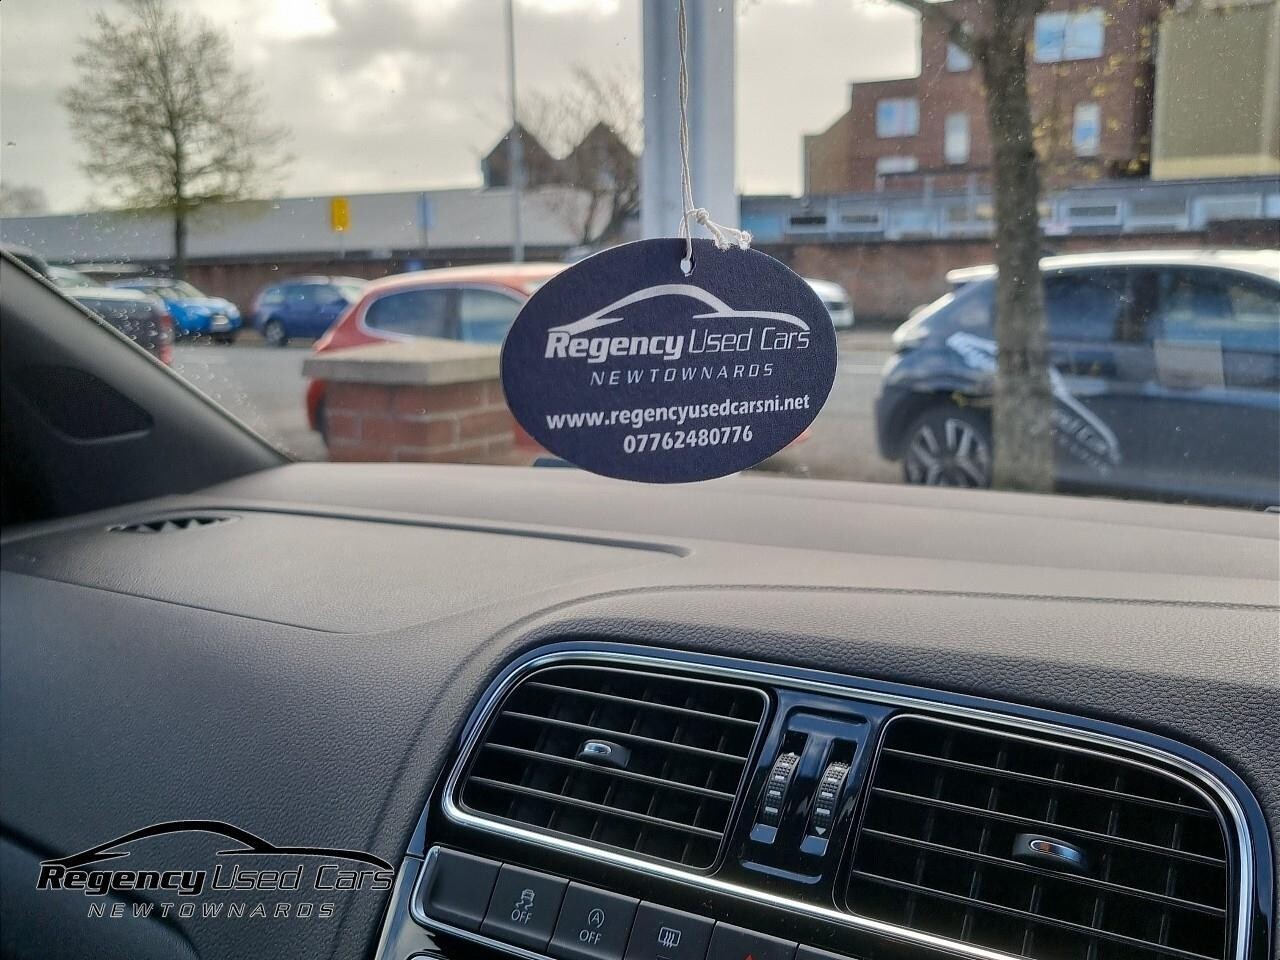 Regency Used Cars
NEWTOWNARDS
www.regencyusedcarsni.net
07762480776
Regency Used Cars
NEWTOWNARDS
OFF
A
OFF